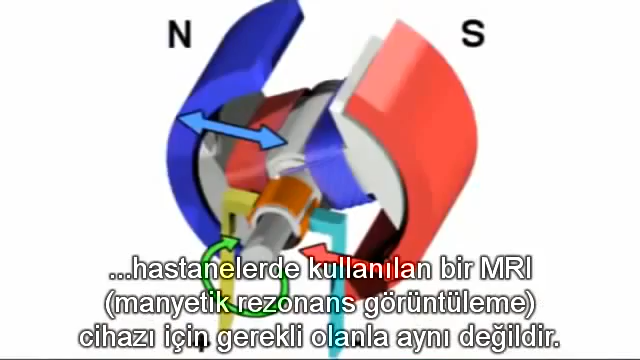 N
S
...hastanelerde kullanılan bir MRI
(manyetik rezonans görüntüleme)
cihazı için gerekli olanla aynı değildir.
+
-